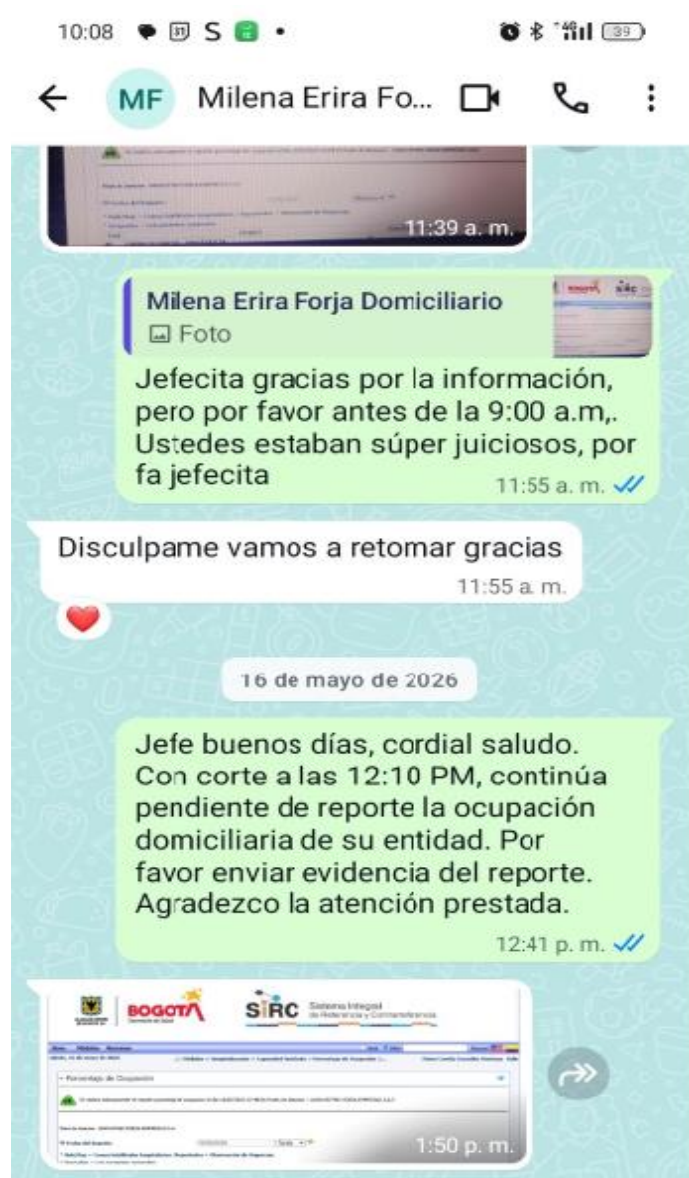 10:08
39
MF Milena Erira Fo...
11:39 a. m.
Milena Erira Forja Domiciliario
Foto
Jefecita gracias por la información,
pero por favor antes de la 9:00 a.m,.
Ustedes estaban súper juiciosos, por
fa jefecita
11:55 a. m.
Disculpame vamos a retomar gracias
11:55 a. m.
16 de mayo de 2026
Jefe buenos días, cordial saludo.
Con corte a las 12:10 PM, continúa
pendiente de reporte la ocupación
domiciliaria de su entidad. Por
favor enviar evidencia del reporte.
Agradezco la atención prestada.
12:41 p. m.
BOGOTÁ
SIRC Sistema Integral
de Referencia y Contrarreferencia
Porcentaje de Ocupación
1:50 p. m.